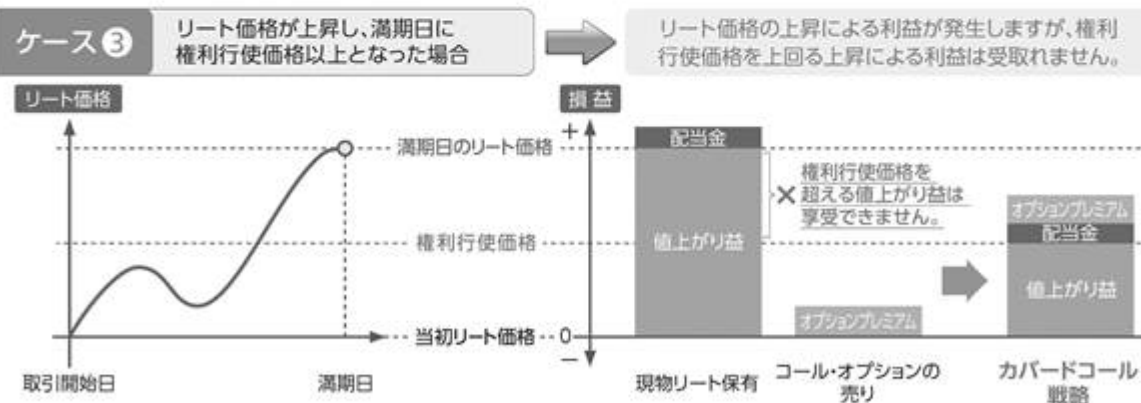 ケース❸
リート価格が上昇し、満期日に
権利行使価格以上となった場合
リート価格の上昇による利益が発生しますが、権利
行使価格を上回る上昇による利益は受取れません。
リート価格
満期日のリート価格
権利行使価格
当初リート価格
取引開始日
満期日
損益
+
0
−
配当金
値上がり益
×
権利行使価格を
超える値上がり益は
享受できません。
オプションプレミアム
オプションプレミアム
配当金
値上がり益
現物リート保有
コール・オプションの
売り
カバードコール
戦略